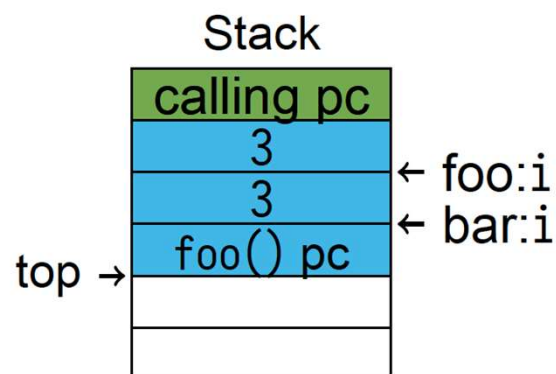 Stack
calling pc
3
← foo:i
3
← bar:i
foo() pc
top →